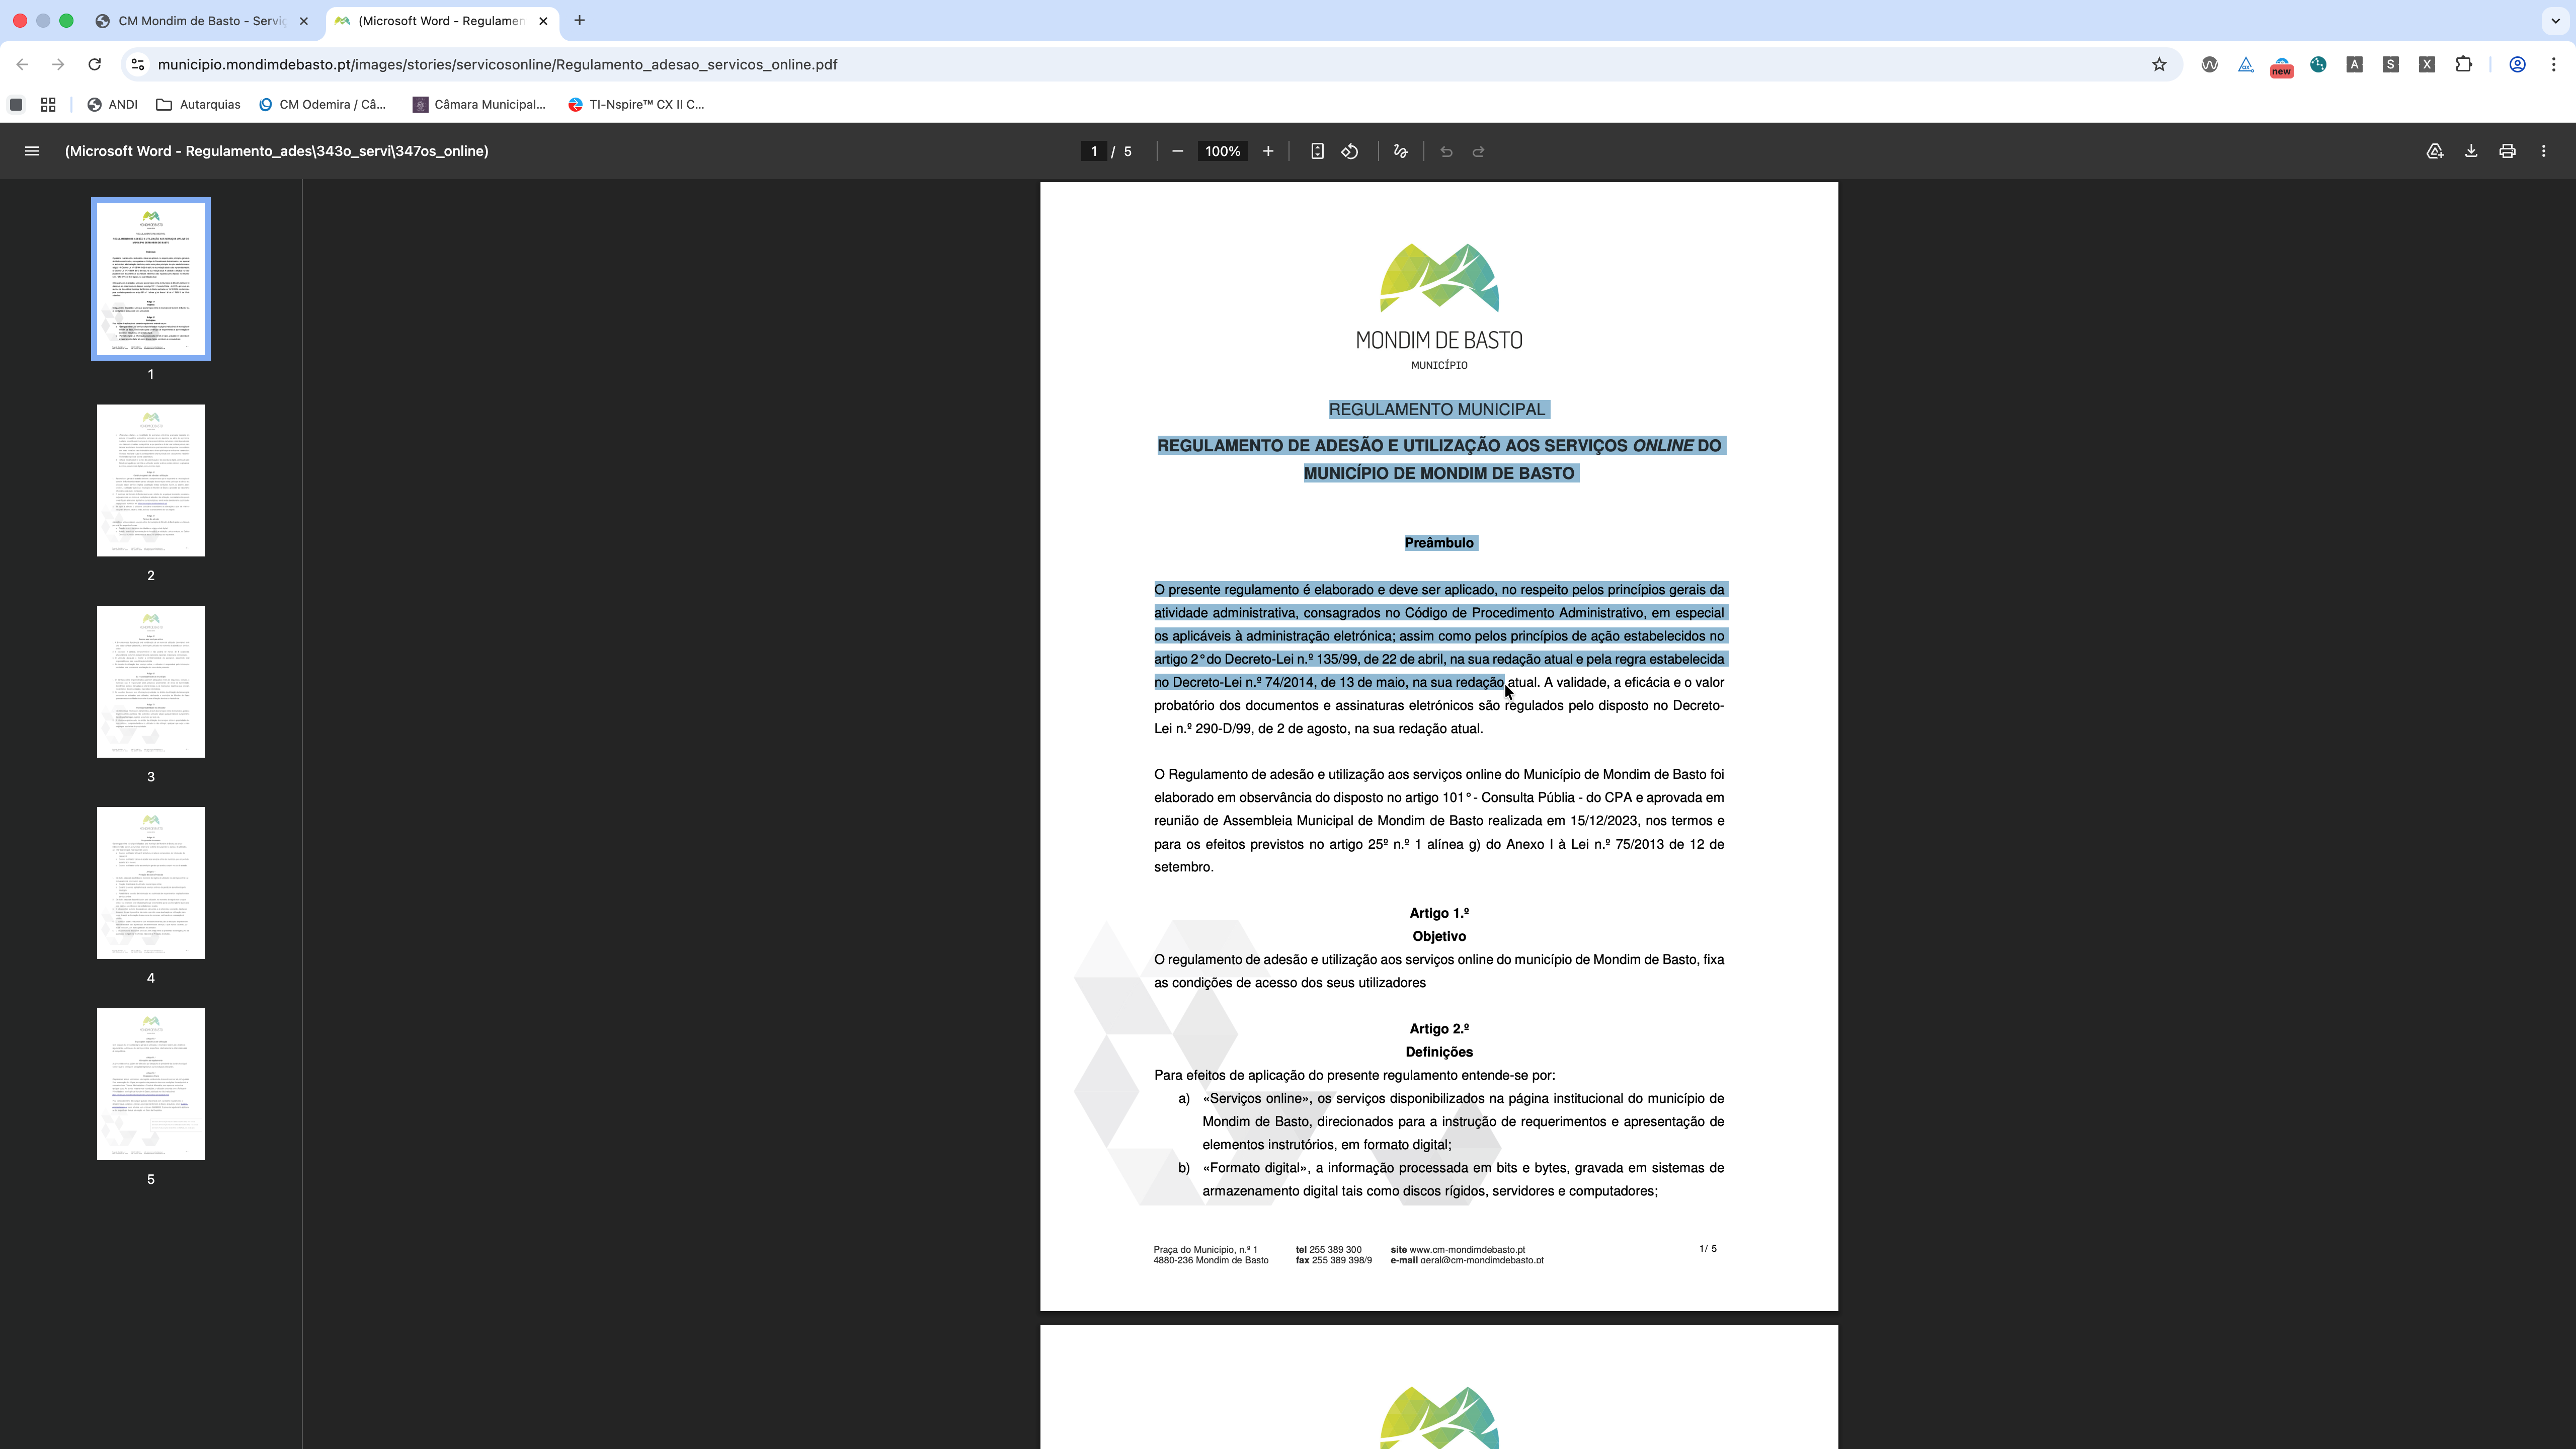 CM Mondim de Basto - Serviç
(Microsoft Word - Regulamen
municipio.mondimdebasto.pt/images/stories/servicosonline/Regulamento_adesao_servicos_online.pdf
new
A
S
X
ANDI
Autarquias
CM Odemira / Câ...
Câmara Municipal...
TI-Nspire™ CX II C...
(Microsoft Word - Regulamento_ades\343o_servi\347os_online)
1 / 5
100%
1
2
3
4
5
MONDIM DE BASTO
MUNICÍPIO
REGULAMENTO MUNICIPAL
REGULAMENTO DE ADESÃO E UTILIZAÇÃO AOS SERVIÇOS ONLINE DO
MUNICÍPIO DE MONDIM DE BASTO
Preâmbulo
O presente regulamento é elaborado e deve ser aplicado, no respeito pelos princípios gerais da
atividade administrativa, consagrados no Código de Procedimento Administrativo, em especial
os aplicáveis à administração eletrónica; assim como pelos princípios de ação estabelecidos no
artigo 2° do Decreto-Lei n.º 135/99, de 22 de abril, na sua redação atual e pela regra estabelecida
no Decreto-Lei n.º 74/2014, de 13 de maio, na sua redação atual. A validade, a eficácia e o valor
probatório dos documentos e assinaturas eletrónicos são regulados pelo disposto no Decreto-
Lei n.º 290-D/99, de 2 de agosto, na sua redação atual.
O Regulamento de adesão e utilização aos serviços online do Município de Mondim de Basto foi
elaborado em observância do disposto no artigo 101° - Consulta Públia - do CPA e aprovada em
reunião de Assembleia Municipal de Mondim de Basto realizada em 15/12/2023, nos termos e
para os efeitos previstos no artigo 25º n.º 1 alínea g) do Anexo I à Lei n.º 75/2013 de 12 de
setembro.
Artigo 1.º
Objetivo
O regulamento de adesão e utilização aos serviços online do município de Mondim de Basto, fixa
as condições de acesso dos seus utilizadores
Artigo 2.º
Definições
Para efeitos de aplicação do presente regulamento entende-se por:
a) «Serviços online», os serviços disponibilizados na página institucional do município de
Mondim de Basto, direcionados para a instrução de requerimentos e apresentação de
elementos instrutórios, em formato digital;
b) «Formato digital», a informação processada em bits e bytes, gravada em sistemas de
armazenamento digital tais como discos rígidos, servidores e computadores;
Praça do Município, n.º 1 tel 255 389 300 site www.cm-mondimdebasto.pt 1/ 5
4880-236 Mondim de Basto fax 255 389 398/9 e-mail geral@cm-mondimdebasto.pt